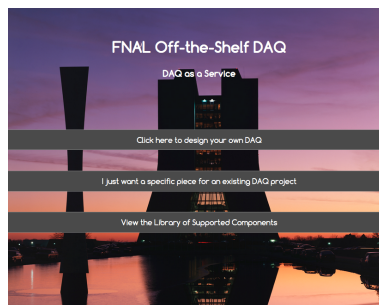 FNAL Off-the-Shelf DAQ
DAQ as a Service
Click here to design your own DAQ
I just want a specific piece for an existing DAQ project
View the Library of Supported Components